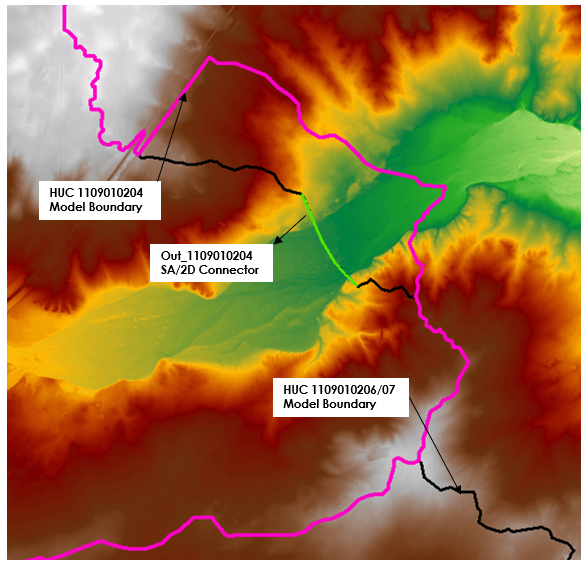 HUC 1109010204
Model Boundary
Out_1109010204
SA/2D Connector
HUC 1109010206/07
Model Boundary